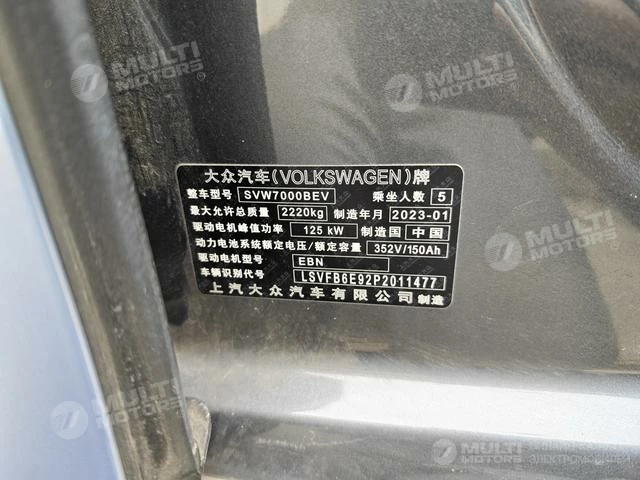 大众汽车(VOLKSWAGEN)牌
整车型号 SVW7000BEV 乘坐人数 5
最大允许总质量 2220kg 制造年月 2023-01
驱动电机峰值功率 125 kW 制造国 中国
动力电池系统额定电压/额定容量 352V/150Ah
驱动电机型号 EBN
车辆识别代号 LSVFB6E92P2011477
上汽大众汽车有限公司 制造
MULTI MOTORS
MULTI MOTORS
MULTI MOTORS
MULTI MOTORS
MULTI MOTORS
MULTI MOTORS
ЭЛЕКТРОМОБИЛЕЙ